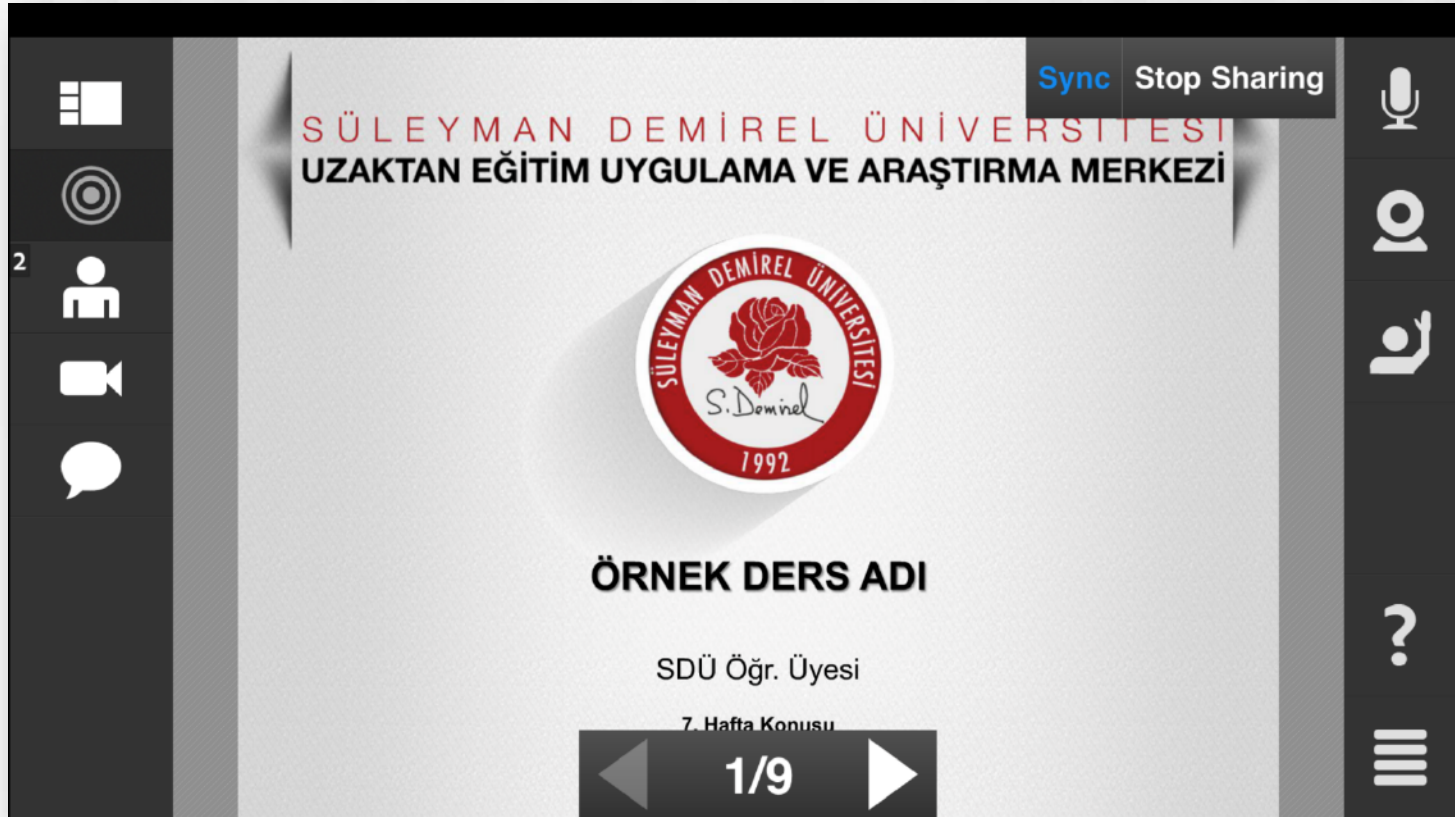 Sync Stop Sharing
SÜLEYMAN DEMİREL ÜNİVERSİTESİ
UZAKTAN EĞİTİM UYGULAMA VE ARAŞTIRMA MERKEZİ
2
SÜLEYMAN DEMİREL ÜNİVERSİTESİ
S. Demirel
1992
ÖRNEK DERS ADI
SDÜ Öğr. Üyesi
7. Hafta Konusu
1/9
?